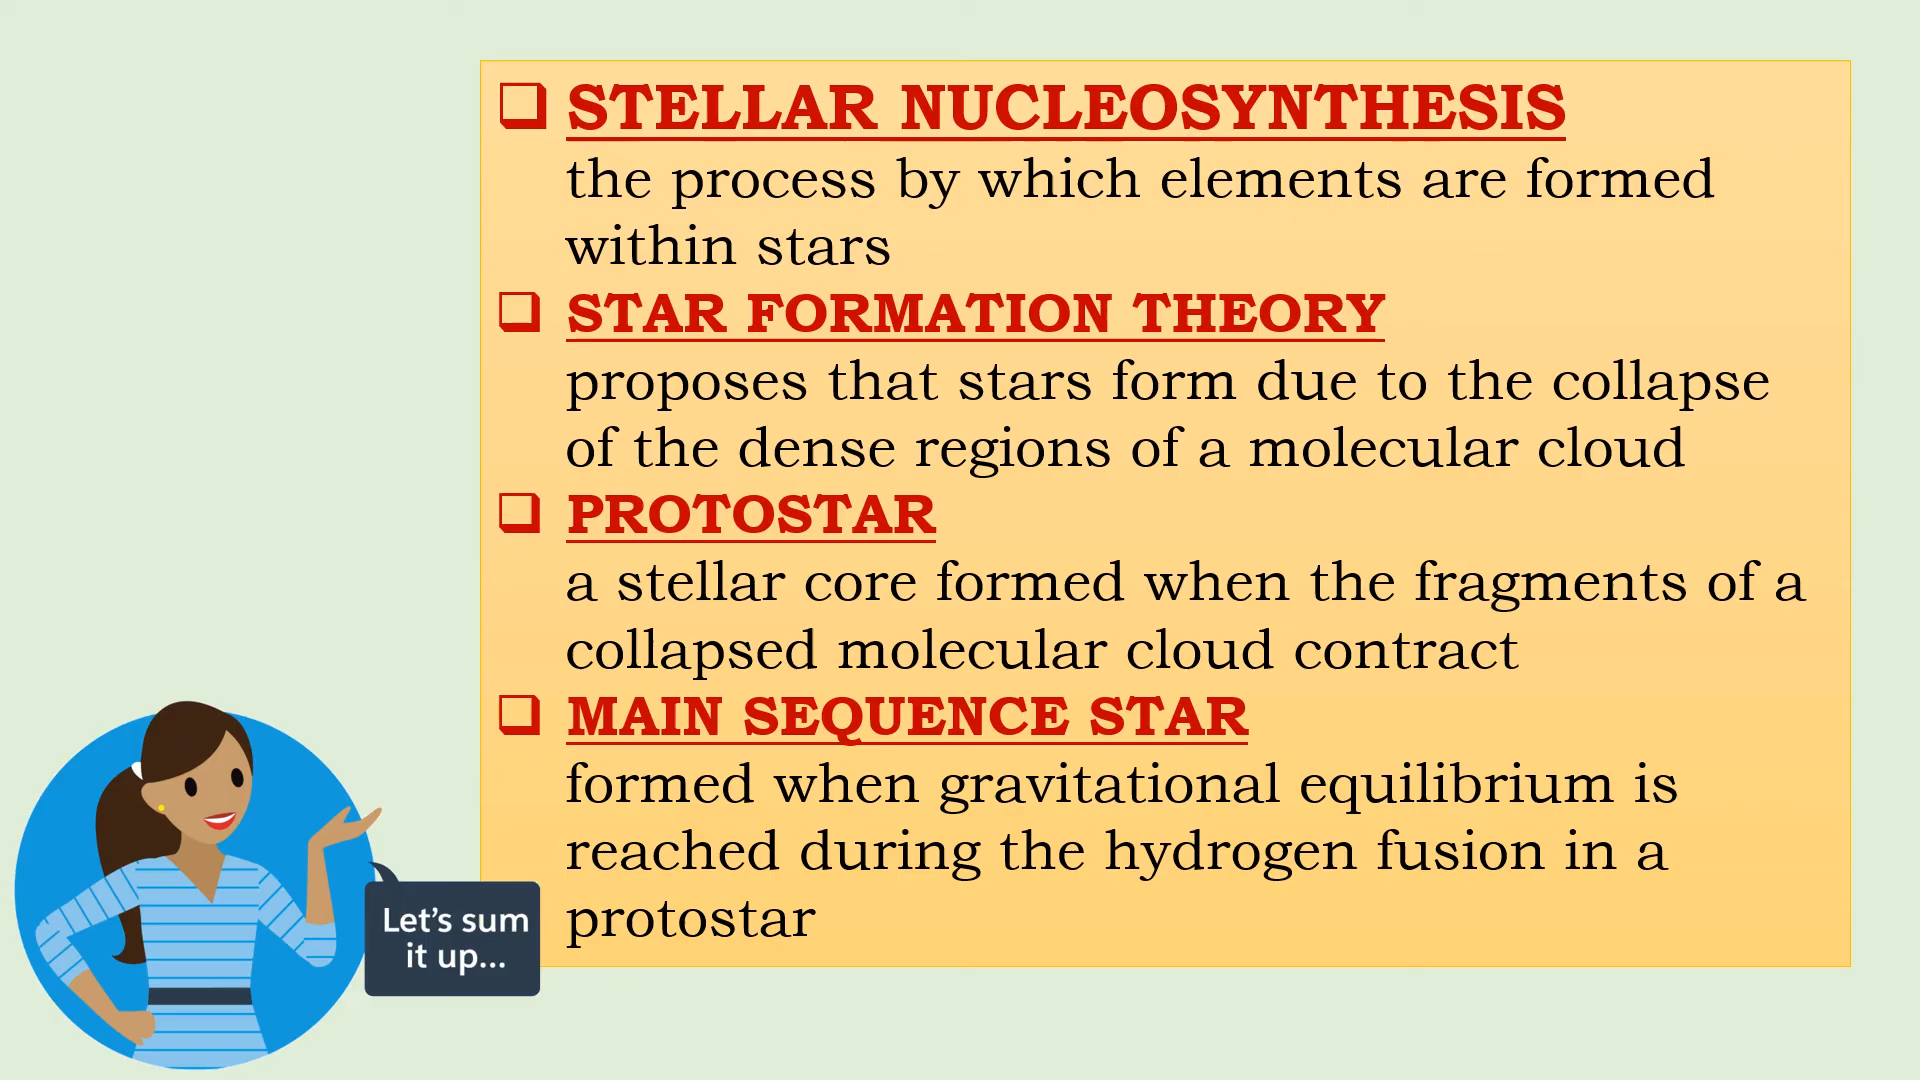 STELLAR NUCLEOSYNTHESIS
the process by which elements are formed
within stars
STAR FORMATION THEORY
proposes that stars form due to the collapse
of the dense regions of a molecular cloud
PROTOSTAR
a stellar core formed when the fragments of a
collapsed molecular cloud contract
MAIN SEQUENCE STAR
formed when gravitational equilibrium is
reached during the hydrogen fusion in a
protostar
Let's sum
it up...